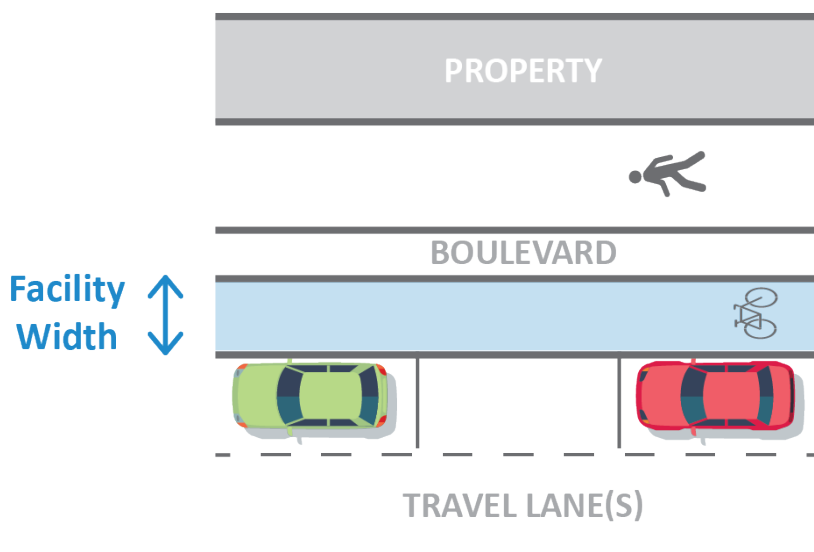 PROPERTY
BOULEVARD
Facility
Width
TRAVEL LANE(S)